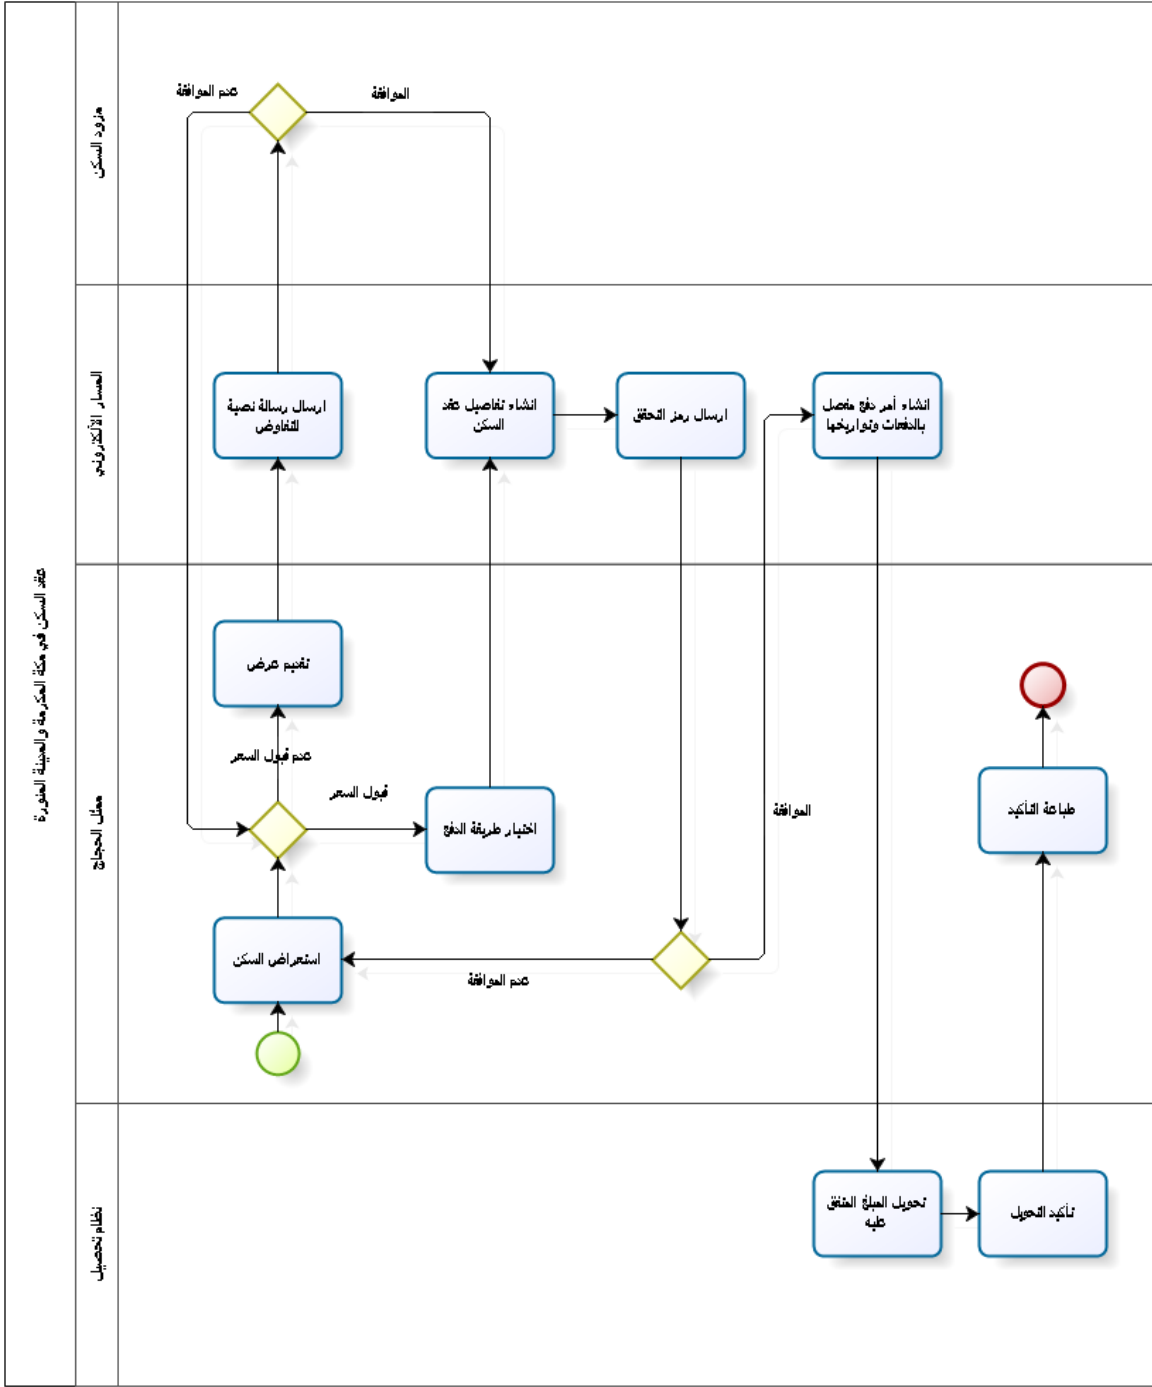 عقد السكن في مكة المكرمة والمدينة المنورة
مزود السكن
عدم الموافقة
الموافقة
المسار الألكتروني
ارسال رسالة نصية
للتفاوض
انشاء تفاصيل عقد
السكن
ارسال رمز التحقق
انشاء أمر دفع مفصل
بالدفعات وتواريخها
ممثل الحجاج
تقديم عرض
عدم قبول السعر
قبول السعر
اختيار طريقة الدفع
الموافقة
طباعة التأكيد
استعراض السكن
عدم الموافقة
نظام تحصيل
تحويل المبلغ المتفق
عليه
تأكيد التحويل